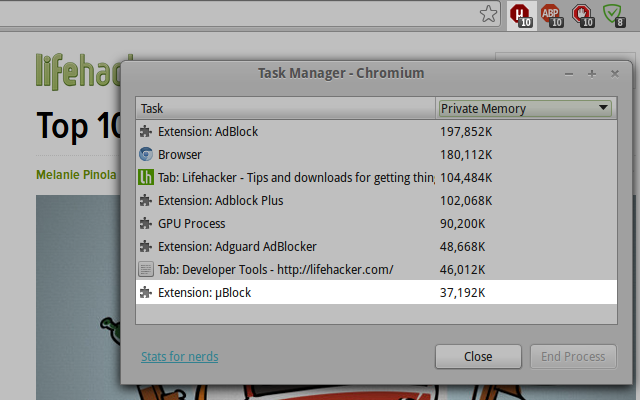 10
10
10
8
lifehac
Task Manager - Chromium
Top 10
Melanie Pinola
Task
Private Memory
Extension: AdBlock
197,852K
Browser
180,112K
Tab: Lifehacker - Tips and downloads for getting thing
104,484K
Extension: Adblock Plus
102,068K
GPU Process
90,200K
Extension: Adguard AdBlocker
48,668K
Tab: Developer Tools - http://lifehacker.com/
46,012K
Extension: µBlock
37,192K
Stats for nerds
Close
End Process